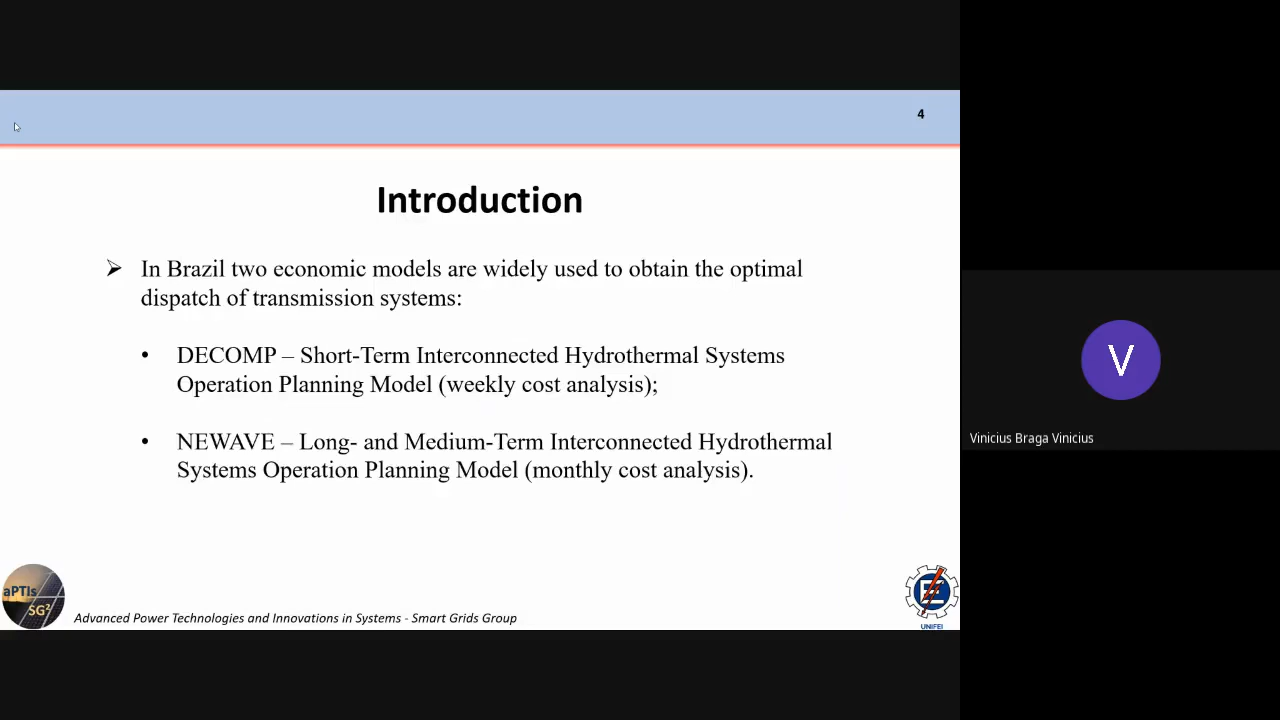 4
Introduction
➢ In Brazil two economic models are widely used to obtain the optimal
dispatch of transmission systems:
• DECOMP – Short-Term Interconnected Hydrothermal Systems
Operation Planning Model (weekly cost analysis);
• NEWAVE – Long- and Medium-Term Interconnected Hydrothermal
Systems Operation Planning Model (monthly cost analysis).
V
Vinicius Braga Vinicius
aPTIs
SG²
Advanced Power Technologies and Innovations in Systems - Smart Grids Group
E
UNIFEI